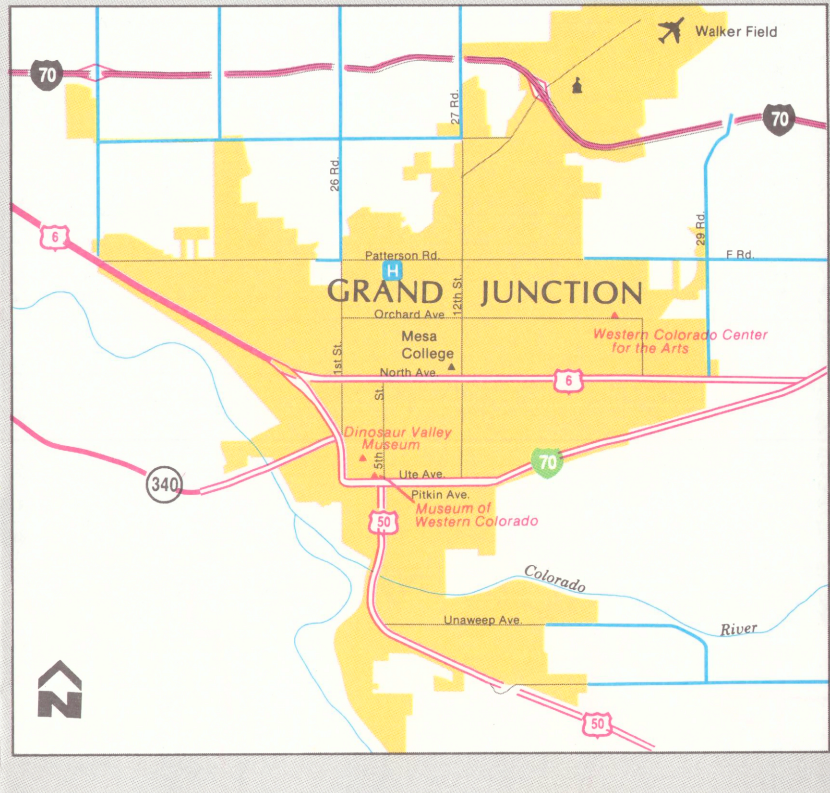 Walker Field
70
70
27 Rd.
26 Rd.
29 Rd.
6
Patterson Rd.
F Rd.
H
GRAND JUNCTION
12th St.
Orchard Ave
Mesa
College
Western Colorado Center
for the Arts
1st St.
North Ave.
6
5th St.
Dinosaur Valley
Museum
70
340
Ute Ave.
Pitkin Ave.
Museum of
Western Colorado
50
Colorado
River
Unaweep Ave.
N
50